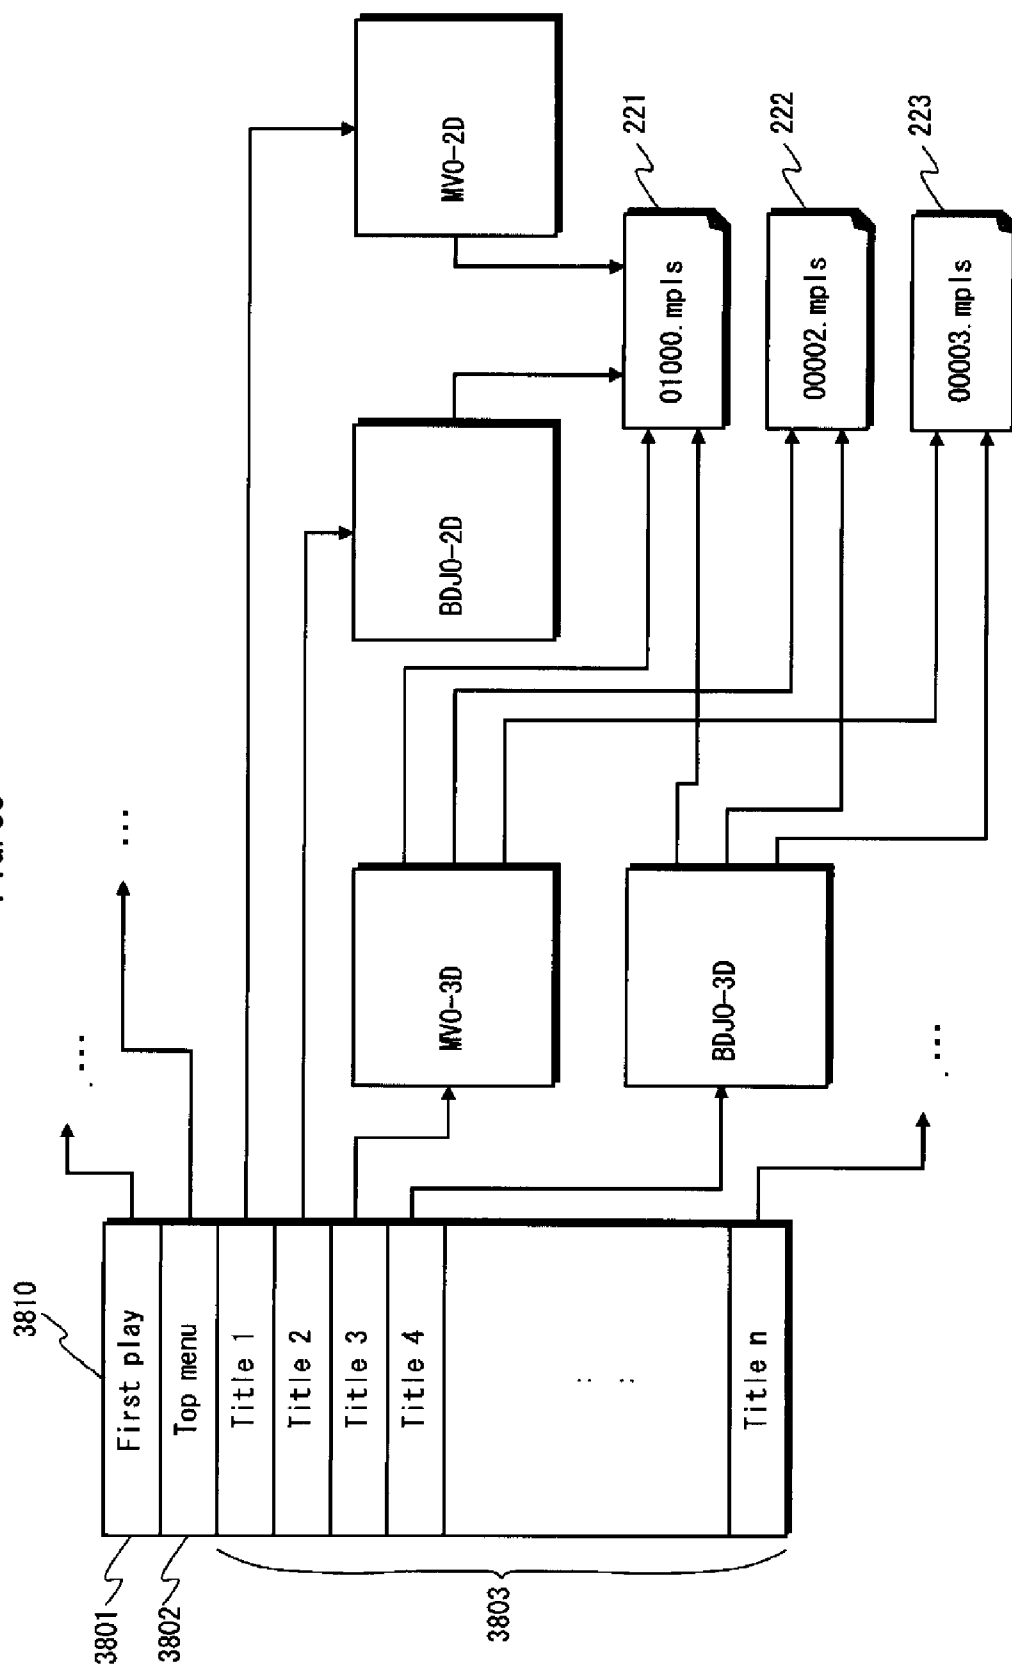 3810
3801
First play
...
3802
Top menu
...
3803
Title 1
Title 2
Title 3
Title 4
:
:
Title n
...
MVO-3D
BDJO-2D
MVO-2D
BDJO-3D
01000.mpls
221
00002.mpls
222
00003.mpls
223